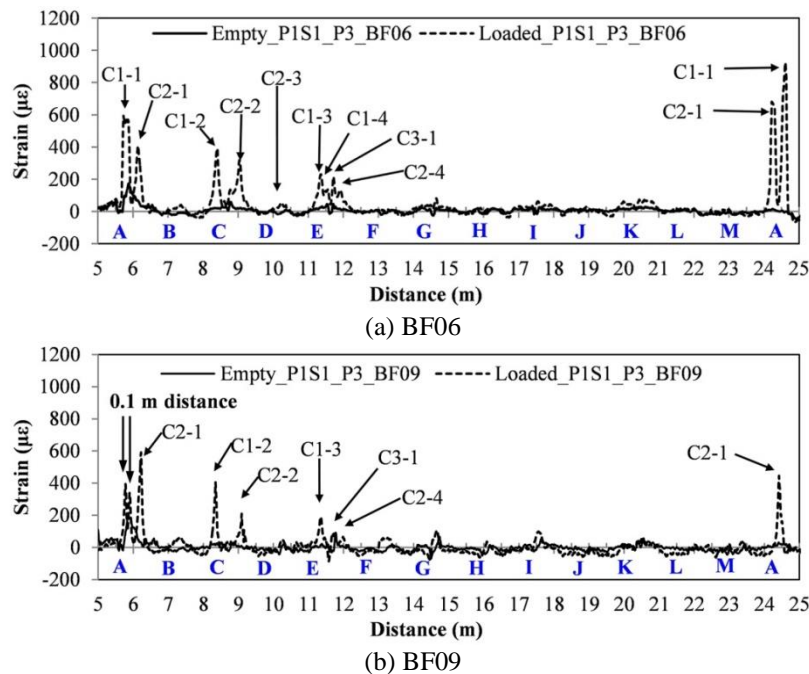 1200
1000
800
600
400
200
0
-200
Strain (µε)
Empty_P1S1_P3_BF06
Loaded_P1S1_P3_BF06
C1-1
C2-1
C1-2
C2-2
C2-3
C1-3
C1-4
C3-1
C2-4
C1-1
C2-1
A B C D E F G H I J K L M A
5 6 7 8 9 10 11 12 13 14 15 16 17 18 19 20 21 22 23 24 25
Distance (m)
(a) BF06
1200
1000
800
600
400
200
0
-200
Strain (µε)
Empty_P1S1_P3_BF09
Loaded_P1S1_P3_BF09
0.1 m distance
C2-1
C1-2
C2-2
C1-3
C3-1
C2-4
C2-1
A B C D E F G H I J K L M A
5 6 7 8 9 10 11 12 13 14 15 16 17 18 19 20 21 22 23 24 25
Distance (m)
(b) BF09